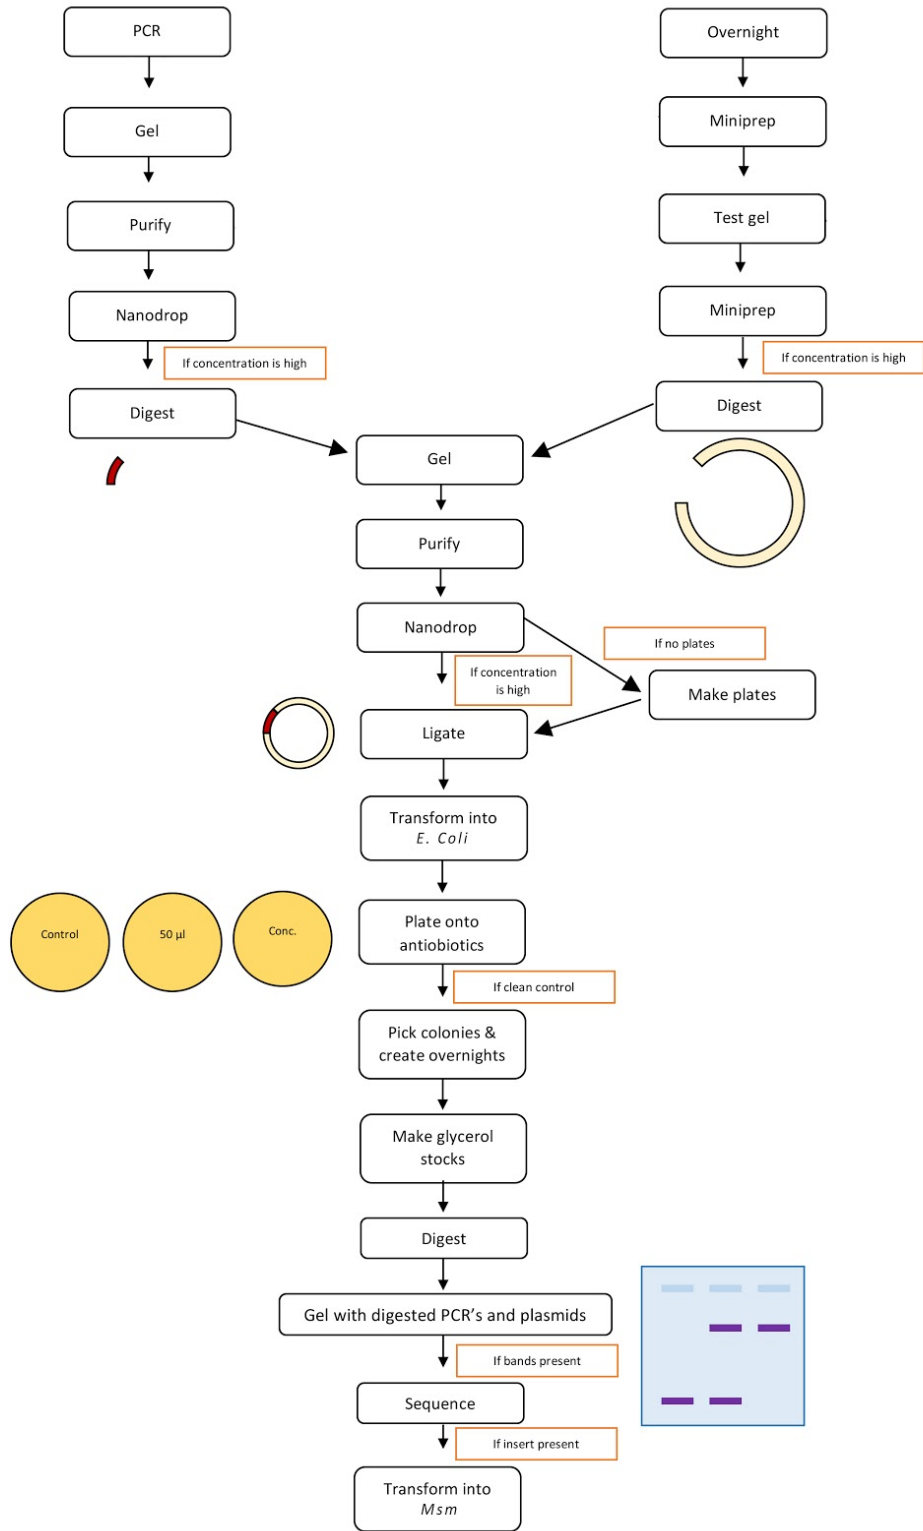 PCR
Overnight
Gel
Miniprep
Purify
Test gel
Nanodrop
Miniprep
If concentration is high
If concentration is high
Digest
Digest
Gel
Purify
Nanodrop
If no plates
If concentration
is high
Make plates
Ligate
Transform into
E. Coli
Control
50 µl
Conc.
Plate onto
antiobiotics
If clean control
Pick colonies &
create overnights
Make glycerol
stocks
Digest
Gel with digested PCR's and plasmids
If bands present
Sequence
If insert present
Transform into
Msm